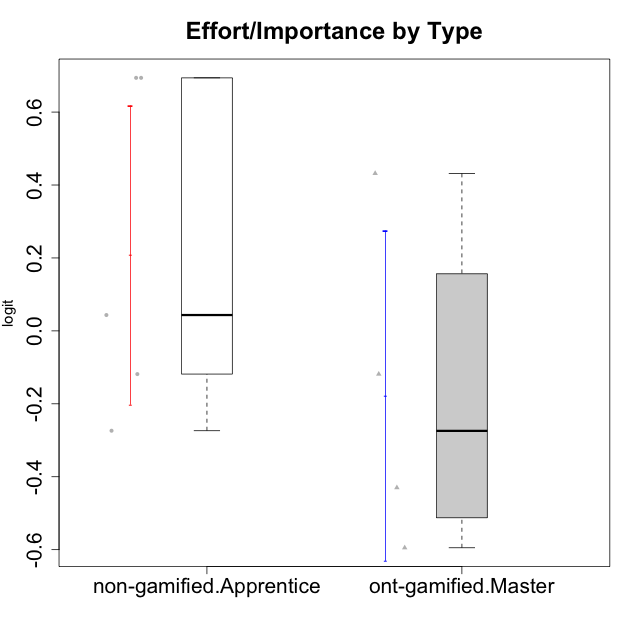 Effort/Importance by Type
logit
0.6
0.4
0.2
0.0
-0.2
-0.4
-0.6
non-gamified.Apprentice
ont-gamified.Master